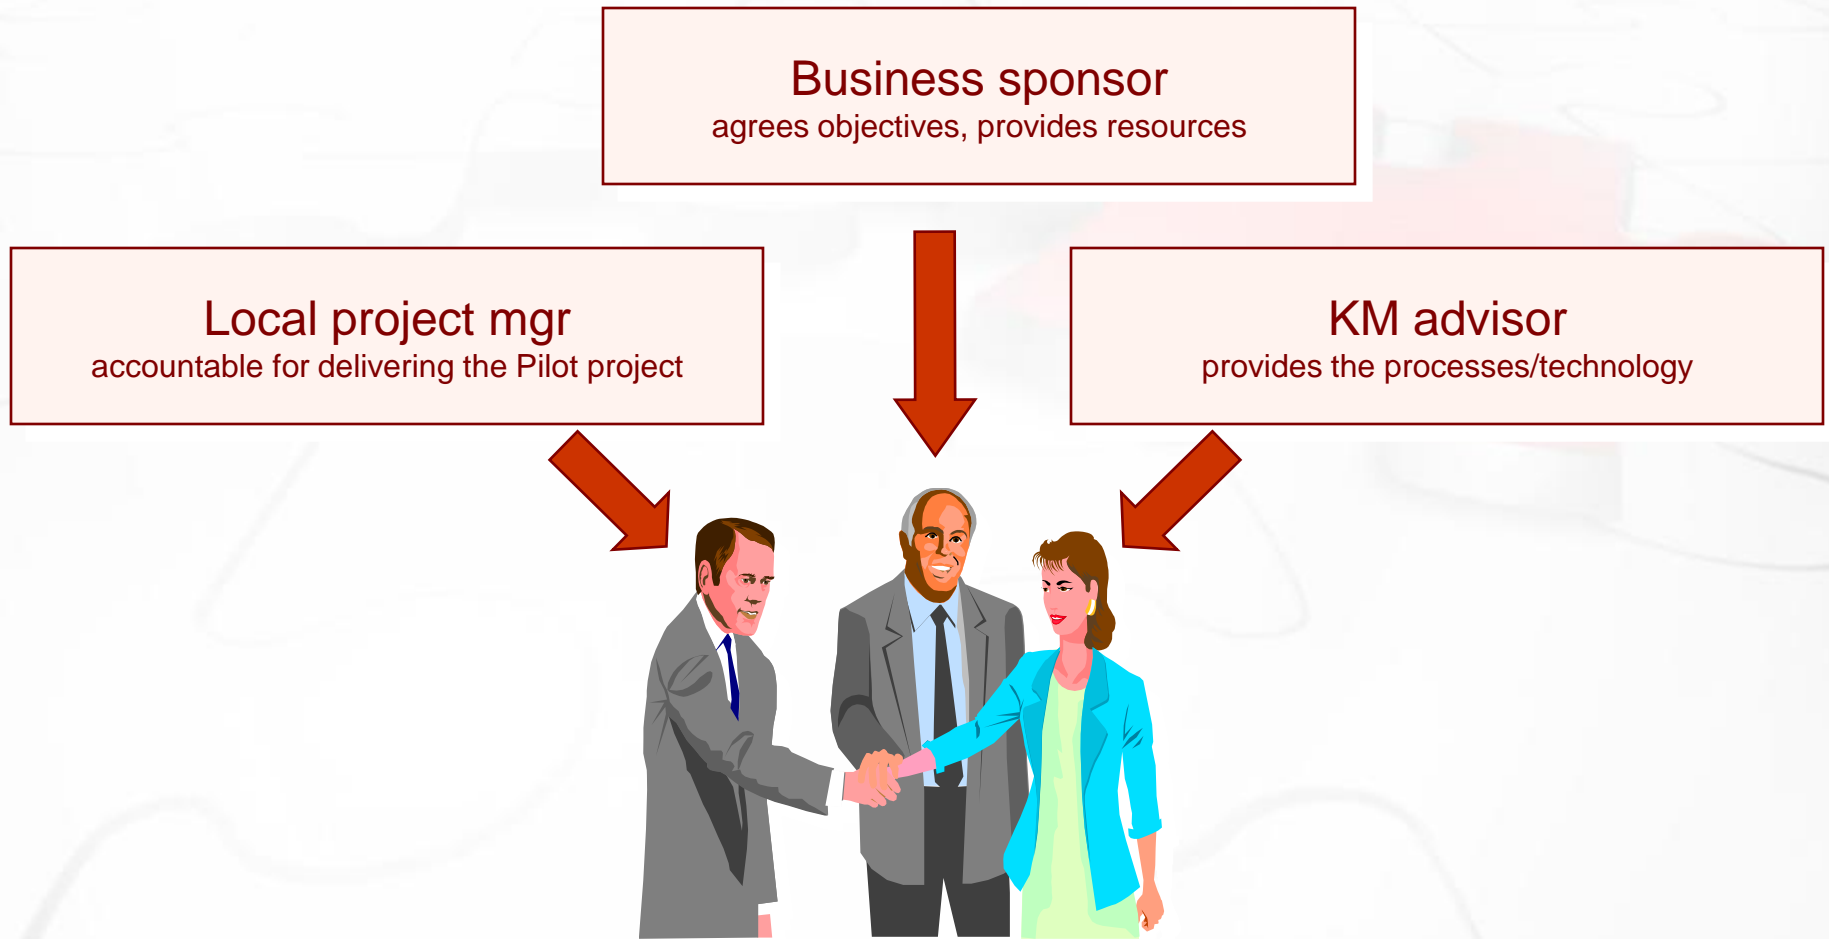 Business sponsor
agrees objectives, provides resources
Local project mgr
accountable for delivering the Pilot project
KM advisor
provides the processes/technology